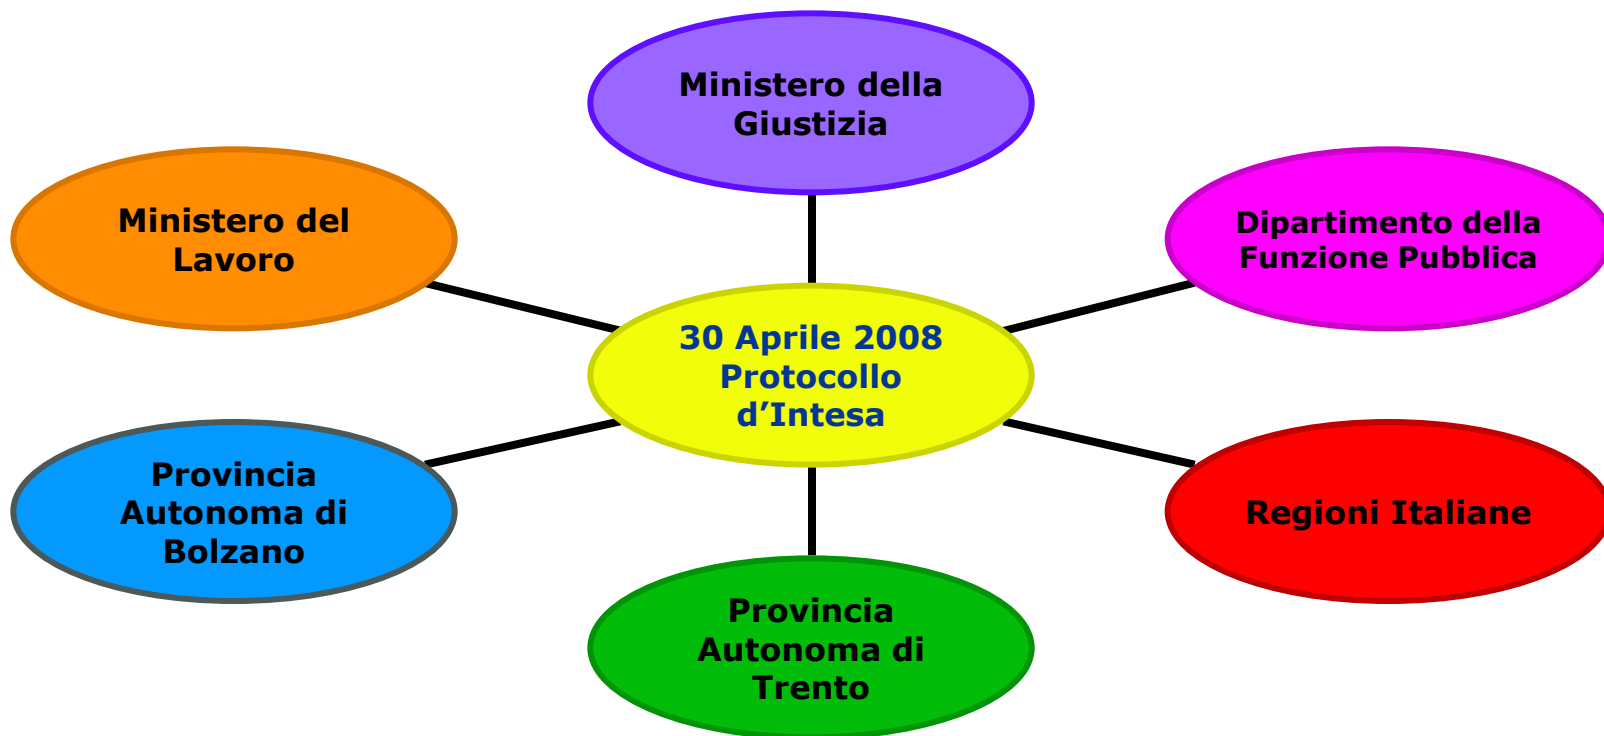 Ministero della
Giustizia
Ministero del
Lavoro
Dipartimento della
Funzione Pubblica
30 Aprile 2008
Protocollo
d’Intesa
Provincia
Autonoma di
Bolzano
Regioni Italiane
Provincia
Autonoma di
Trento